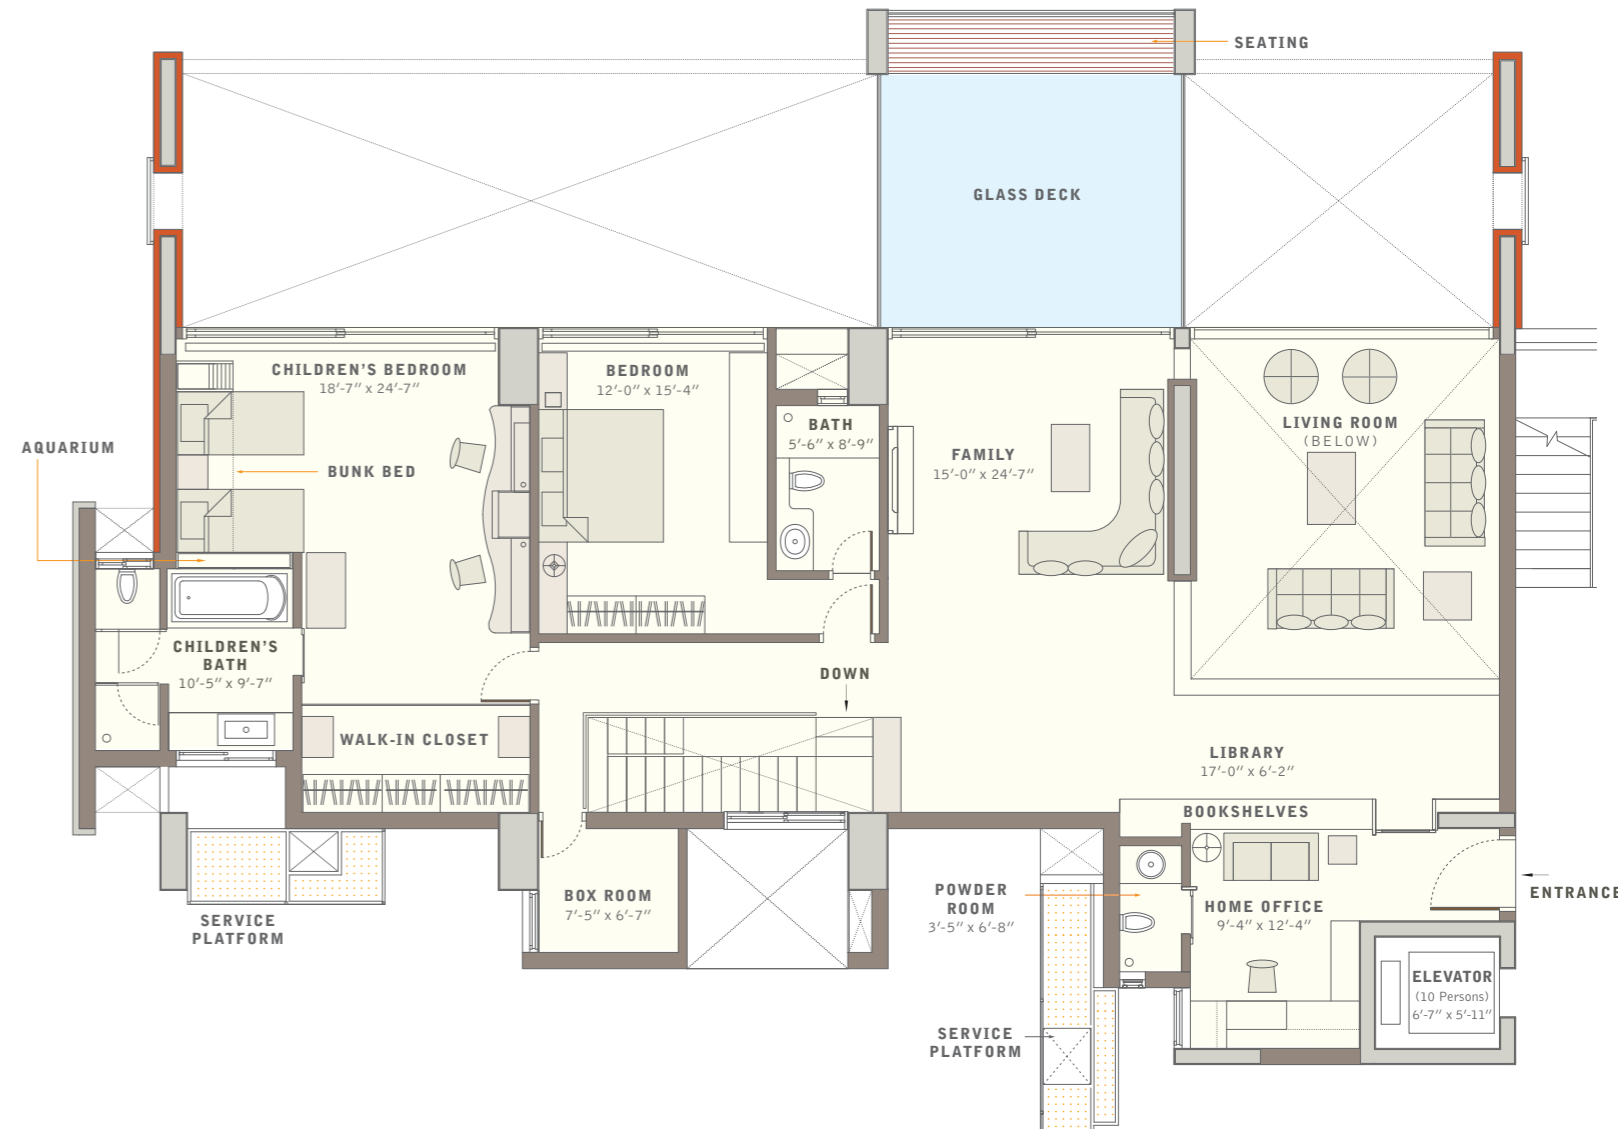 SEATING
GLASS DECK
CHILDREN'S BEDROOM
18'-7" x 24'-7"
BEDROOM
12'-0" x 15'-4"
BATH
5'-6" x 8'-9"
FAMILY
15'-0" x 24'-7"
LIVING ROOM
(BELOW)
AQUARIUM
BUNK BED
CHILDREN'S
BATH
10'-5" x 9'-7"
DOWN
WALK-IN CLOSET
LIBRARY
17'-0" x 6'-2"
BOOKSHELVES
BOX ROOM
7'-5" x 6'-7"
POWDER
ROOM
3'-5" x 6'-8"
HOME OFFICE
9'-4" x 12'-4"
ENTRANCE
SERVICE
PLATFORM
ELEVATOR
(10 Persons)
6'-7" x 5'-11"
SERVICE
PLATFORM